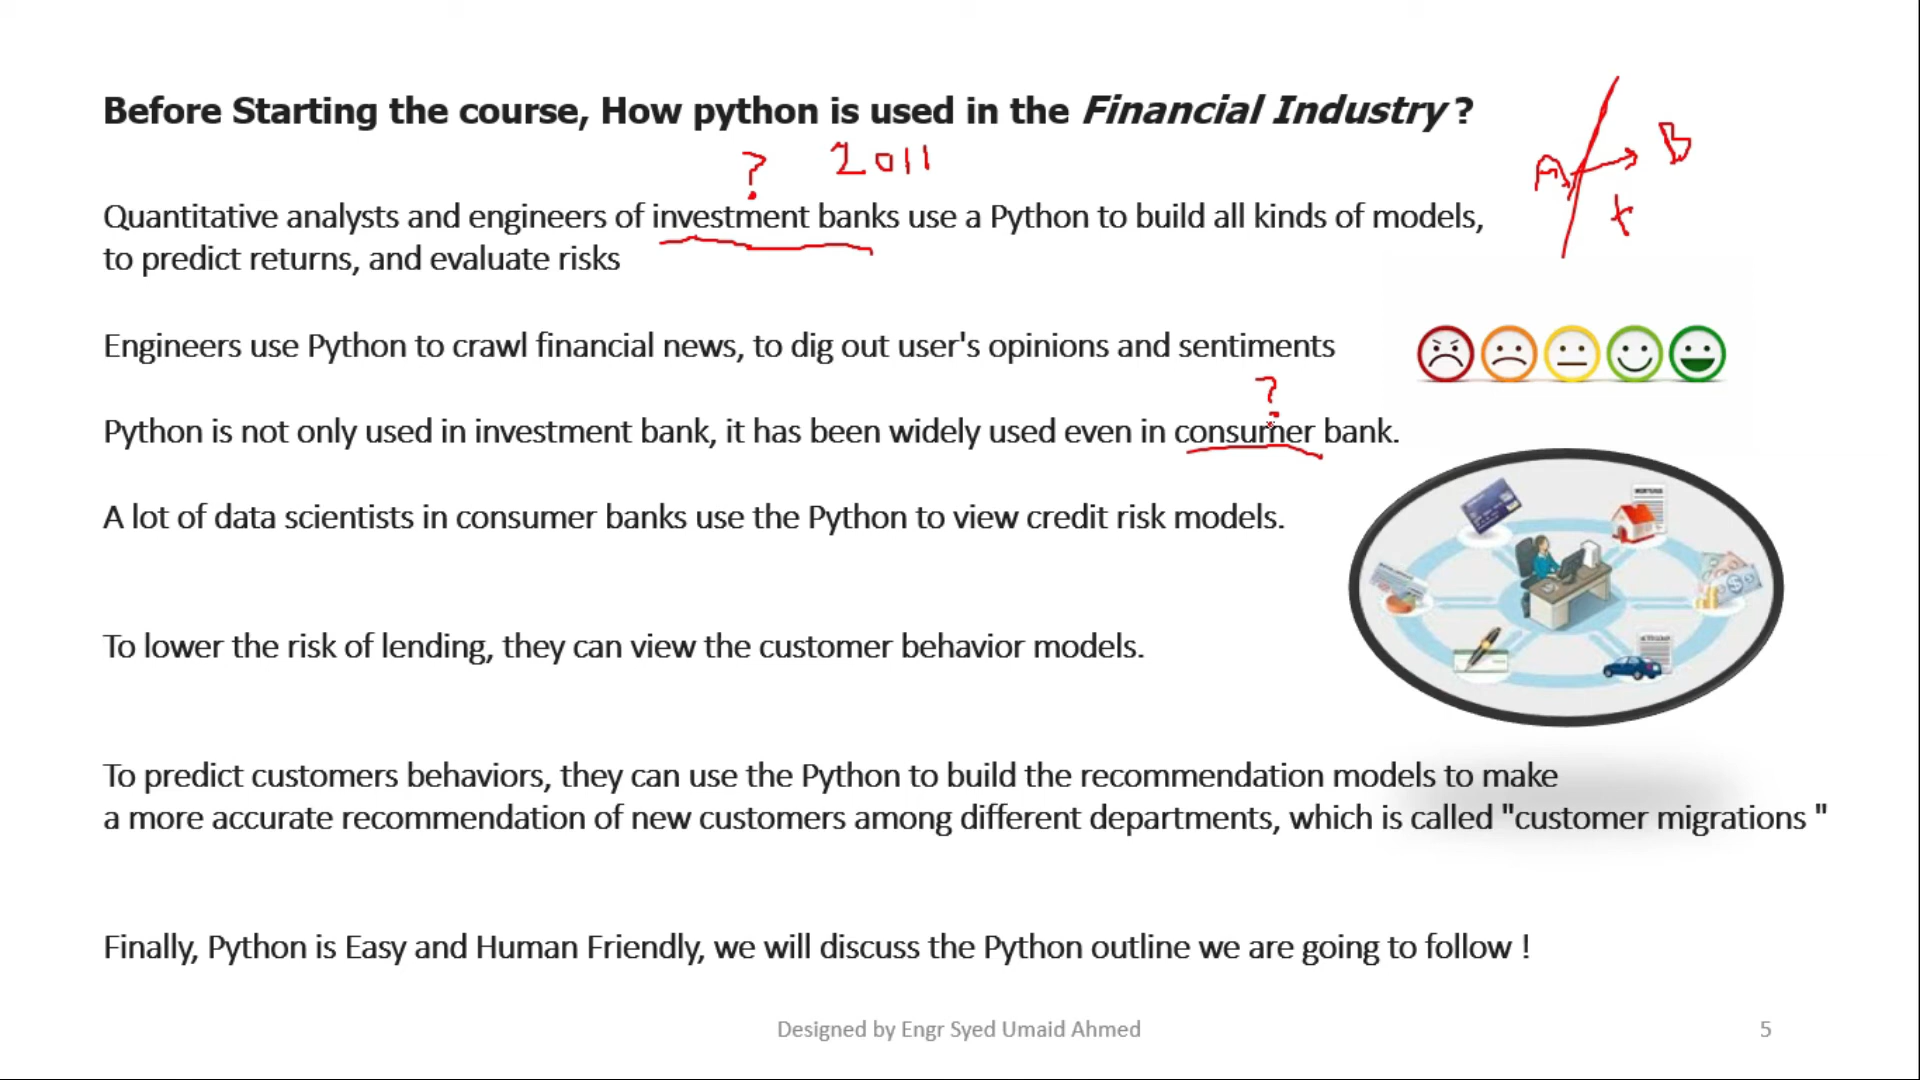 Before Starting the course, How python is used in the Financial Industry ?
? 2011
A B
t
Quantitative analysts and engineers of investment banks use a Python to build all kinds of models,
to predict returns, and evaluate risks
Engineers use Python to crawl financial news, to dig out user's opinions and sentiments
?
Python is not only used in investment bank, it has been widely used even in consumer bank.
A lot of data scientists in consumer banks use the Python to view credit risk models.
To lower the risk of lending, they can view the customer behavior models.
To predict customers behaviors, they can use the Python to build the recommendation models to make
a more accurate recommendation of new customers among different departments, which is called "customer migrations "
Finally, Python is Easy and Human Friendly, we will discuss the Python outline we are going to follow !
Designed by Engr Syed Umaid Ahmed
5